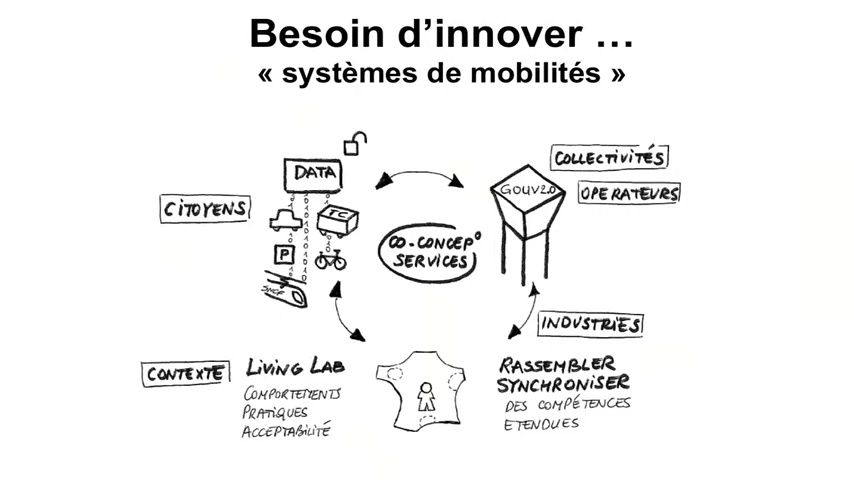 Besoin d’innover …
« systèmes de mobilités »
DATA
COLLECTIVITÉS
GOUV2.0
OPERATEURS
CITOYENS
TC
CO-CONCEP°
SERVICES
P
SNCF
INDUSTRIES
CONTEXTE
LIVING LAB
COMPORTEMENTS
PRATIQUES
ACCEPTABILITÉ
RASSEMBLER
SYNCHRONISER
DES COMPÉTENCES
ETENDUES